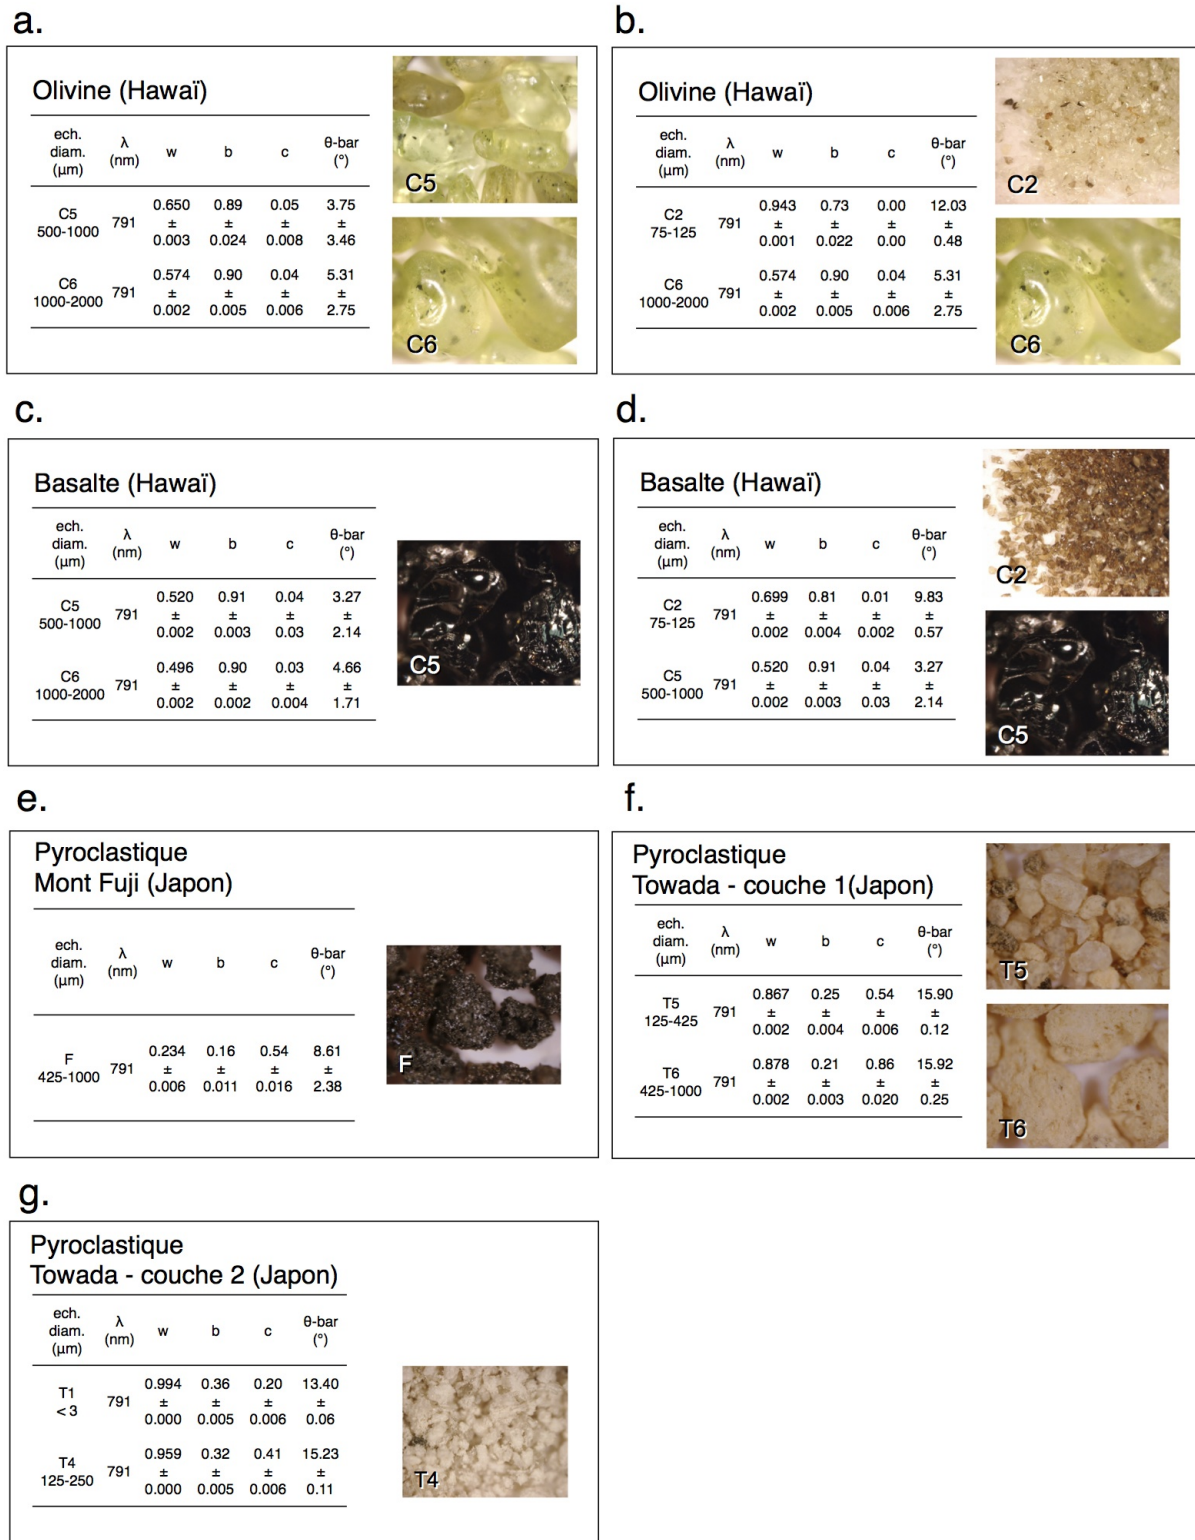 a.
Olivine (Hawaï)
ech. diam. (µm) λ (nm) w b c θ-bar (°)
C5 500-1000 791 0.650 ± 0.003 0.89 ± 0.024 0.05 ± 0.008 3.75 ± 3.46
C6 1000-2000 791 0.574 ± 0.002 0.90 ± 0.005 0.04 ± 0.006 5.31 ± 2.75
C5
C6
b.
Olivine (Hawaï)
ech. diam. (µm) λ (nm) w b c θ-bar (°)
C2 75-125 791 0.943 ± 0.001 0.73 ± 0.022 0.00 ± 0.00 12.03 ± 0.48
C6 1000-2000 791 0.574 ± 0.002 0.90 ± 0.005 0.04 ± 0.006 5.31 ± 2.75
C2
C6
c.
Basalte (Hawaï)
ech. diam. (µm) λ (nm) w b c θ-bar (°)
C5 500-1000 791 0.520 ± 0.002 0.91 ± 0.003 0.04 ± 0.03 3.27 ± 2.14
C6 1000-2000 791 0.496 ± 0.002 0.90 ± 0.002 0.03 ± 0.004 4.66 ± 1.71
C5
d.
Basalte (Hawaï)
ech. diam. (µm) λ (nm) w b c θ-bar (°)
C2 75-125 791 0.699 ± 0.002 0.81 ± 0.004 0.01 ± 0.002 9.83 ± 0.57
C5 500-1000 791 0.520 ± 0.002 0.91 ± 0.003 0.04 ± 0.03 3.27 ± 2.14
C2
C5
e.
Pyroclastique
Mont Fuji (Japon)
ech. diam. (µm) λ (nm) w b c θ-bar (°)
F 425-1000 791 0.234 ± 0.006 0.16 ± 0.011 0.54 ± 0.016 8.61 ± 2.38
F
f.
Pyroclastique
Towada - couche 1(Japon)
ech. diam. (µm) λ (nm) w b c θ-bar (°)
T5 125-425 791 0.867 ± 0.002 0.25 ± 0.004 0.54 ± 0.006 15.90 ± 0.12
T6 425-1000 791 0.878 ± 0.002 0.21 ± 0.003 0.86 ± 0.020 15.92 ± 0.25
T5
T6
g.
Pyroclastique
Towada - couche 2 (Japon)
ech. diam. (µm) λ (nm) w b c θ-bar (°)
T1 < 3 791 0.994 ± 0.000 0.36 ± 0.005 0.20 ± 0.006 13.40 ± 0.06
T4 125-250 791 0.959 ± 0.000 0.32 ± 0.005 0.41 ± 0.006 15.23 ± 0.11
T4